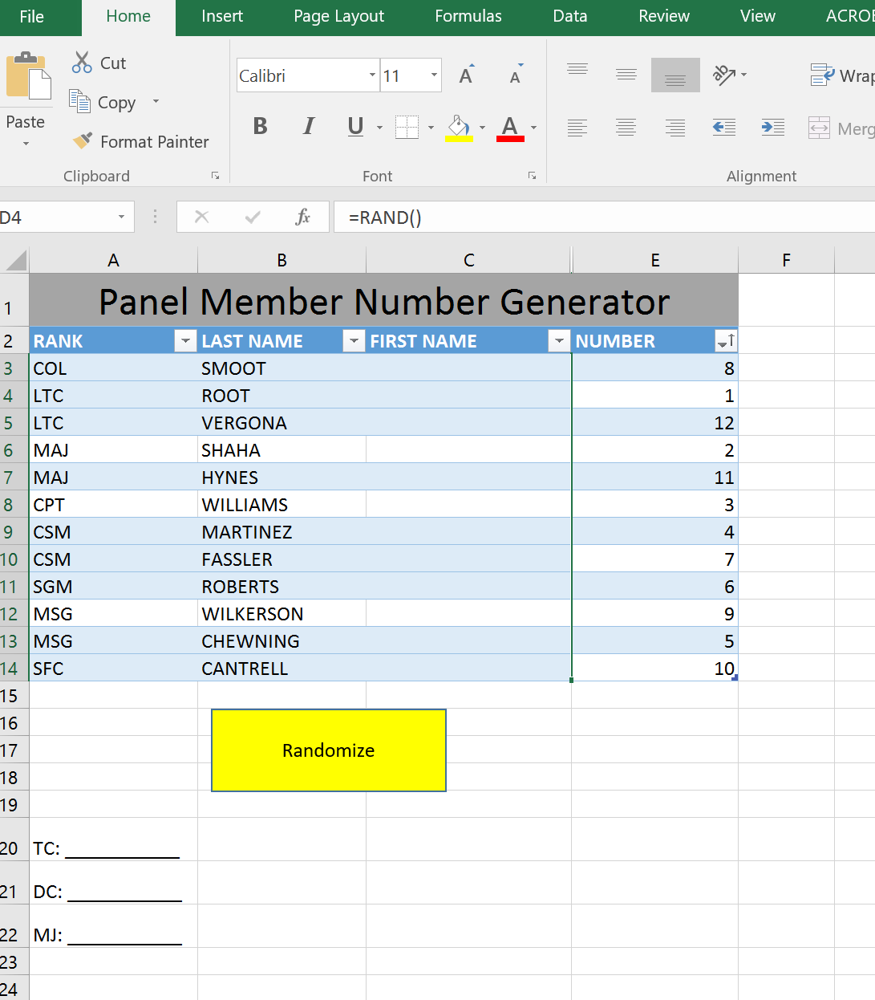 File Home Insert Page Layout Formulas Data Review View ACROB
Cut
Copy
Paste
Format Painter
Clipboard
Calibri 11 A A
B I U A
Font
Wrap
Merg
Alignment
D4 fx =RAND()
A B C E F
1 Panel Member Number Generator
2 RANK LAST NAME FIRST NAME NUMBER
3 COL SMOOT 8
4 LTC ROOT 1
5 LTC VERGONA 12
6 MAJ SHAHA 2
7 MAJ HYNES 11
8 CPT WILLIAMS 3
9 CSM MARTINEZ 4
10 CSM FASSLER 7
11 SGM ROBERTS 6
12 MSG WILKERSON 9
13 MSG CHEWNING 5
14 SFC CANTRELL 10
15
16
17 Randomize
18
19
20 TC: ____________
21 DC: ____________
22 MJ: ____________
23
24